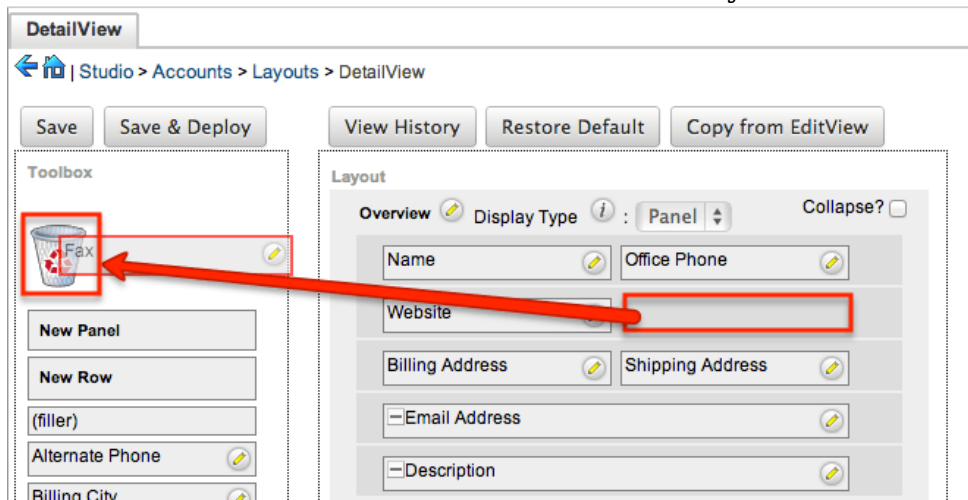 DetailView
| Studio > Accounts > Layouts > DetailView
Save Save & Deploy View History Restore Default Copy from EditView
Toolbox
Fax
New Panel
New Row
(filler)
Alternate Phone
Billing City
Layout
Overview Display Type i : Panel Collapse?
Name Office Phone
Website
Billing Address Shipping Address
Email Address
Description